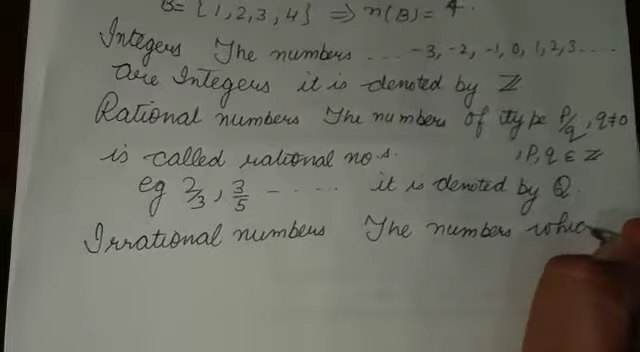 B = {1, 2, 3, 4} ⇒ n(B) = 4.
Integers The numbers ... -3, -2, -1, 0, 1, 2, 3 .....
are Integers it is denoted by Z
Rational numbers The numbers of type P/q, q≠0
is called rational no.s. , P, q ∈ Z
eg 2/3, 3/5 - .... it is denoted by Q.
Irrational numbers The numbers whic